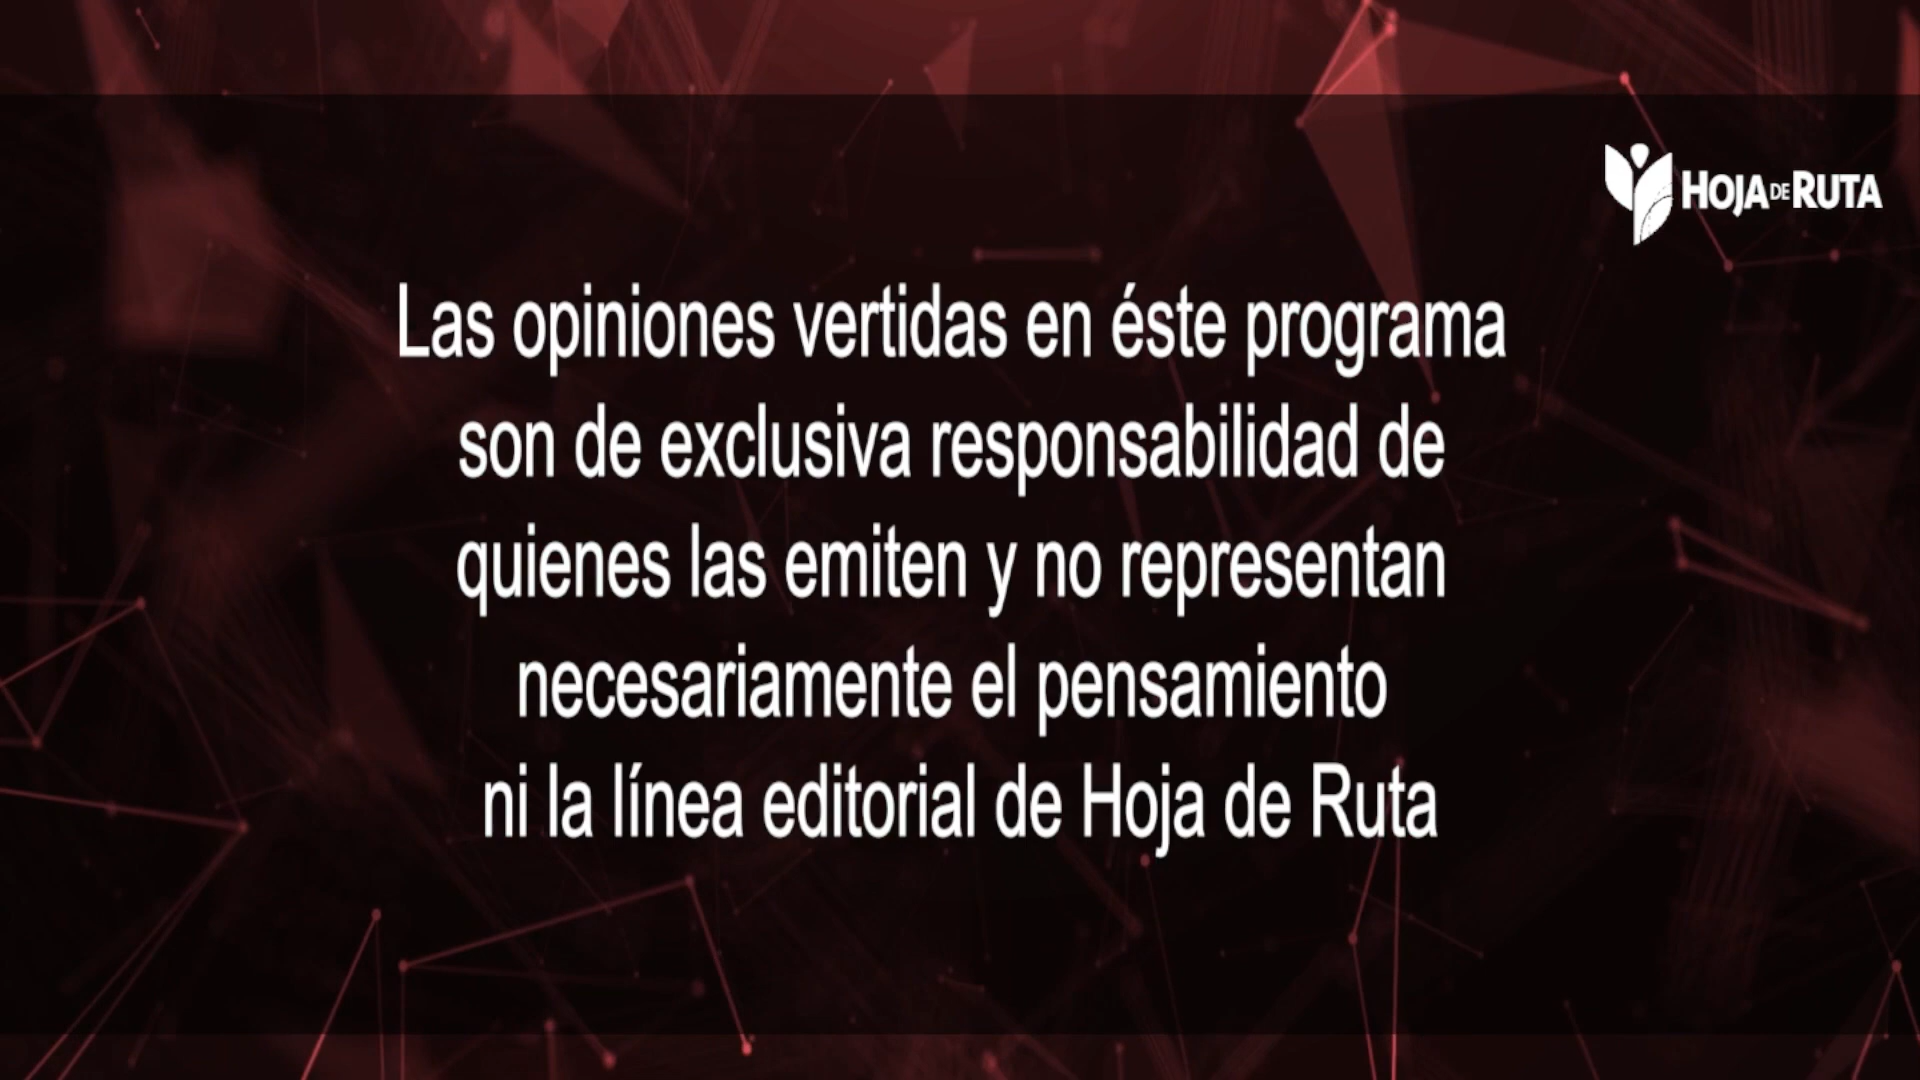 HOJA DE RUTA
Las opiniones vertidas en éste programa
son de exclusiva responsabilidad de
quienes las emiten y no representan
necesariamente el pensamiento
ni la línea editorial de Hoja de Ruta